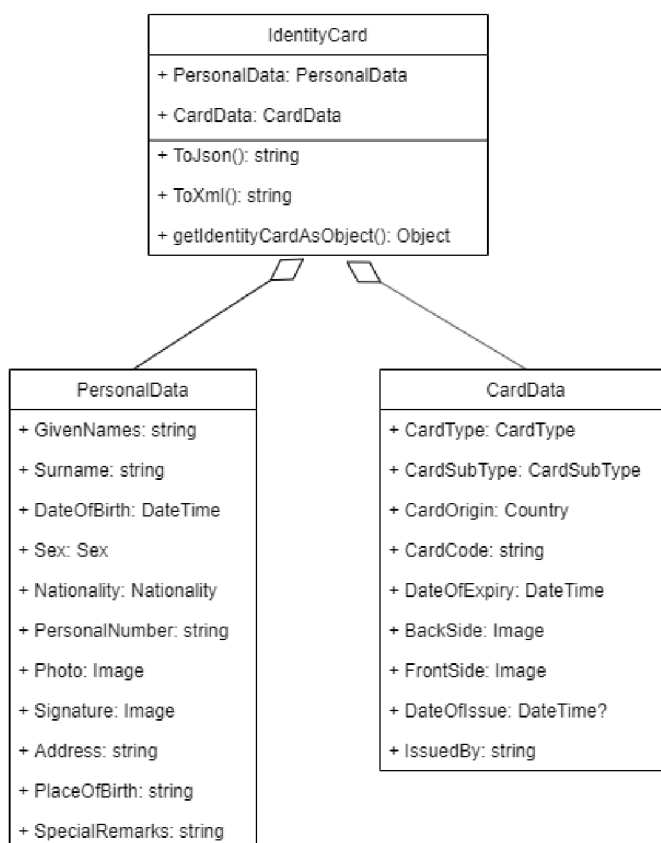 IdentityCard
+ PersonalData: PersonalData
+ CardData: CardData
+ ToJson(): string
+ ToXml(): string
+ getIdentityCardAsObject(): Object
PersonalData
+ GivenNames: string
+ Surname: string
+ DateOfBirth: DateTime
+ Sex: Sex
+ Nationality: Nationality
+ PersonalNumber: string
+ Photo: Image
+ Signature: Image
+ Address: string
+ PlaceOfBirth: string
+ SpecialRemarks: string
CardData
+ CardType: CardType
+ CardSubType: CardSubType
+ CardOrigin: Country
+ CardCode: string
+ DateOfExpiry: DateTime
+ BackSide: Image
+ FrontSide: Image
+ DateOfIssue: DateTime?
+ IssuedBy: string